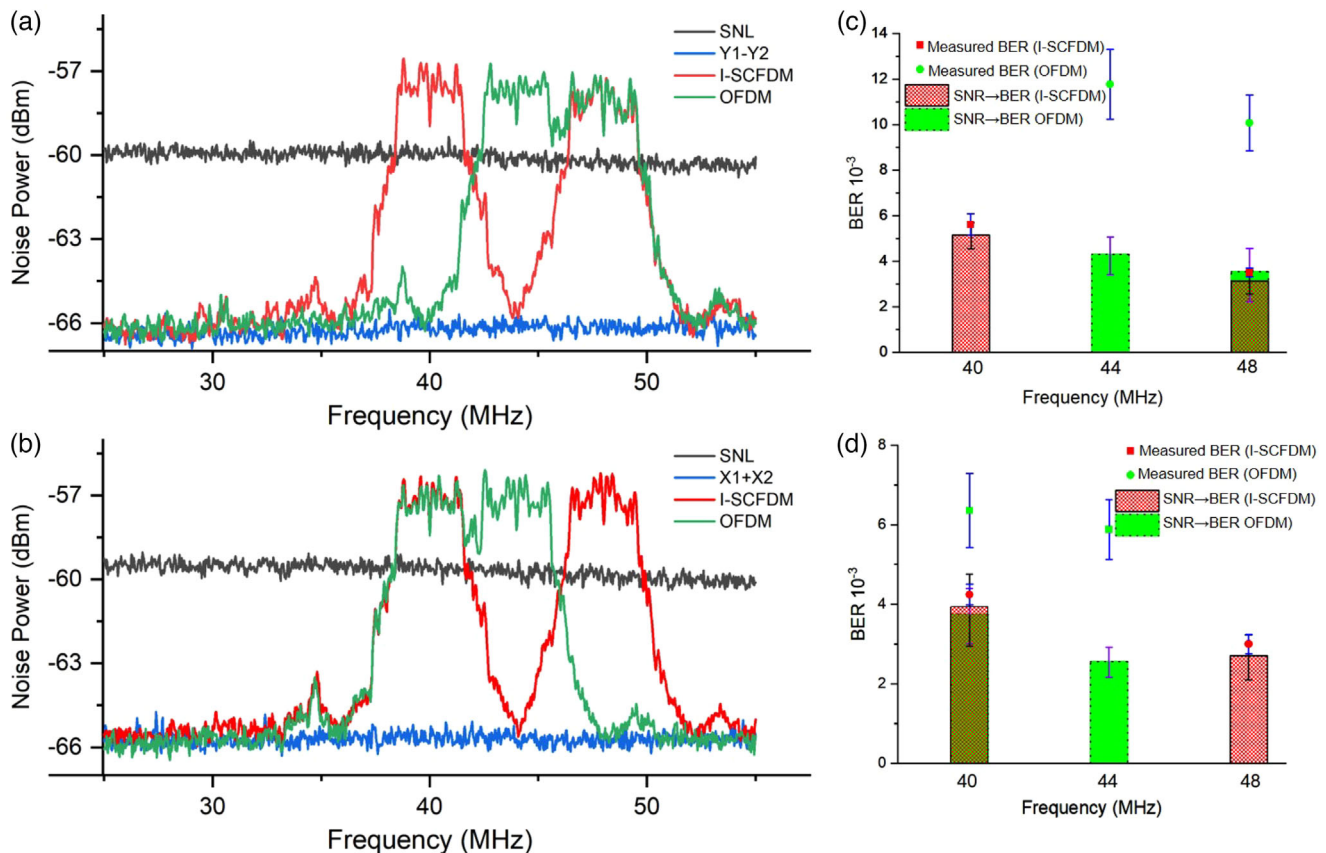 (a)
SNL
Y1-Y2
I-SCFDM
OFDM
-57
-60
-63
-66
Noise Power (dBm)
30
40
50
Frequency (MHz)
(b)
SNL
X1+X2
I-SCFDM
OFDM
-57
-60
-63
-66
Noise Power (dBm)
30
40
50
Frequency (MHz)
(c)
Measured BER (I-SCFDM)
Measured BER (OFDM)
SNR→BER (I-SCFDM)
SNR→BER OFDM)
14
12
10
8
6
4
2
0
BER 10⁻³
40
44
48
Frequency (MHz)
(d)
Measured BER (I-SCFDM)
Measured BER (OFDM)
SNR→BER (I-SCFDM)
SNR→BER OFDM)
8
6
4
2
0
BER 10⁻³
40
44
48
Frequency (MHz)